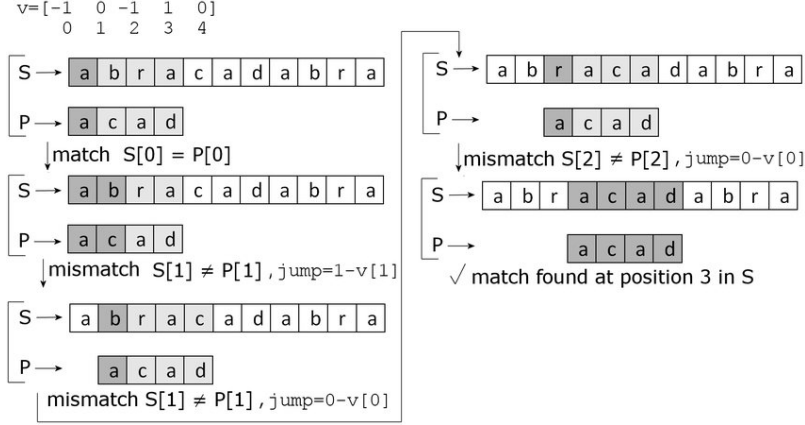 v=[-1 0 -1 1 0]
0 1 2 3 4
S a b r a c a d a b r a
P a c a d
match S[0] = P[0]
S a b r a c a d a b r a
P a c a d
mismatch S[1] ≠ P[1], jump=1-v[1]
S a b r a c a d a b r a
P a c a d
mismatch S[1] ≠ P[1], jump=0-v[0]
S a b r a c a d a b r a
P a c a d
mismatch S[2] ≠ P[2], jump=0-v[0]
S a b r a c a d a b r a
P a c a d
✓ match found at position 3 in S